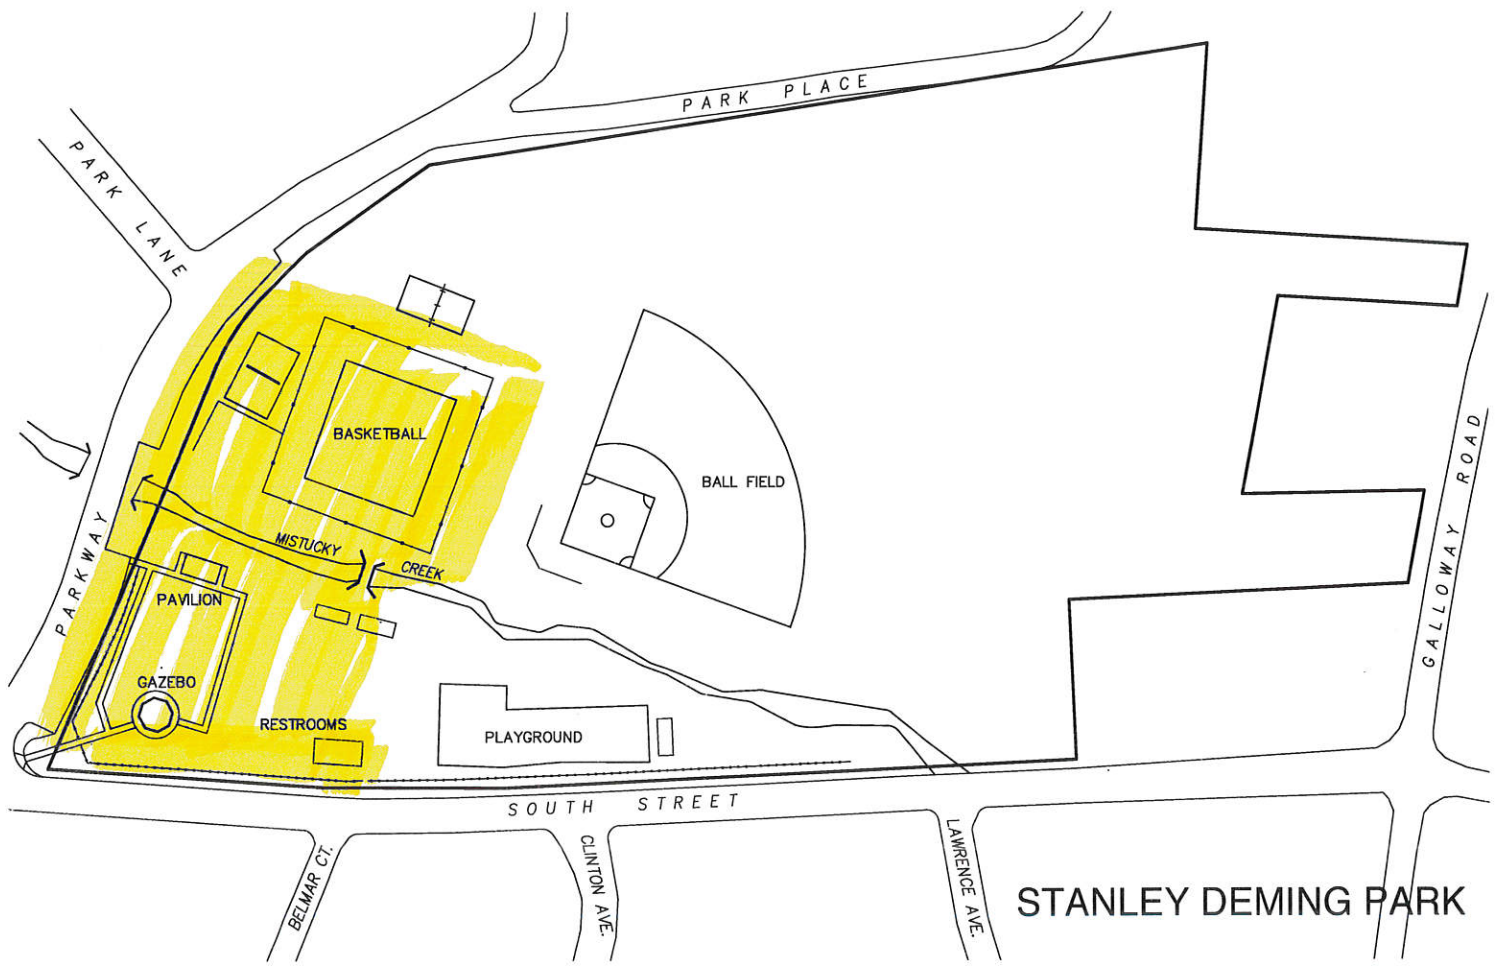 PARK PLACE
PARK LANE
BASKETBALL
BALL FIELD
GALLOWAY ROAD
PARKWAY
MISTUCKY
CREEK
PAVILION
GAZEBO
RESTROOMS
PLAYGROUND
SOUTH STREET
BELMAR CT.
CLINTON AVE.
LAWRENCE AVE.
STANLEY DEMING PARK